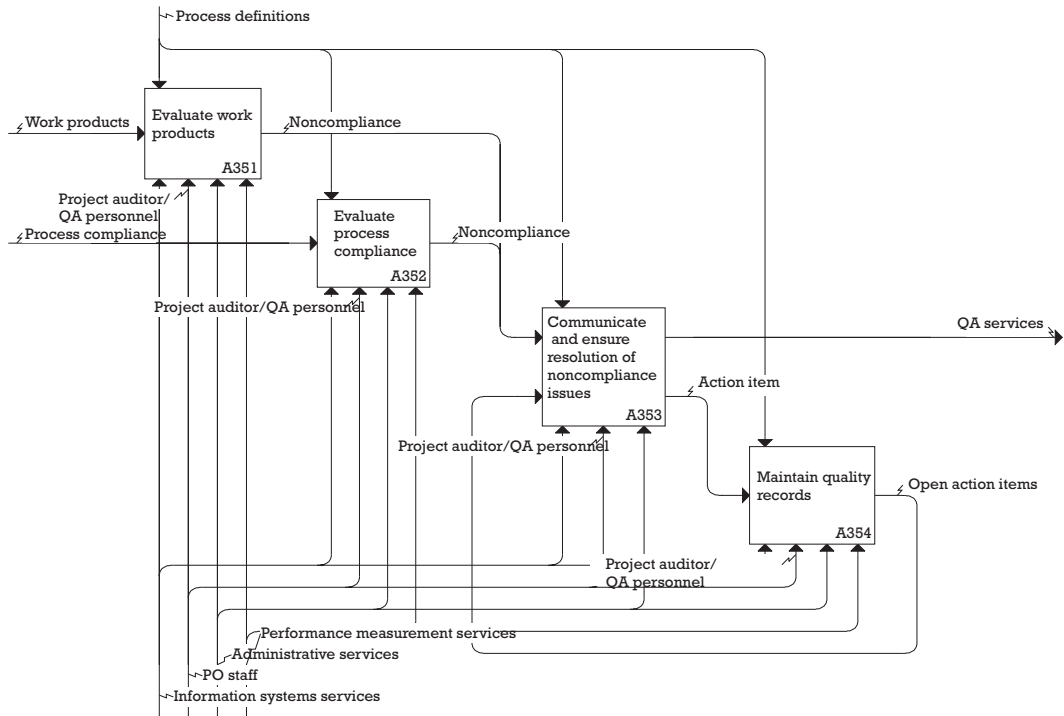 Process definitions
Work products
Evaluate work
products
A351
Noncompliance
Project auditor/
QA personnel
Process compliance
Evaluate
process
compliance
A352
Noncompliance
Project auditor/QA personnel
Communicate
and ensure
resolution of
noncompliance
issues
A353
QA services
Action item
Project auditor/QA personnel
Maintain quality
records
A354
Open action items
Project auditor/
QA personnel
Performance measurement services
Administrative services
PO staff
Information systems services